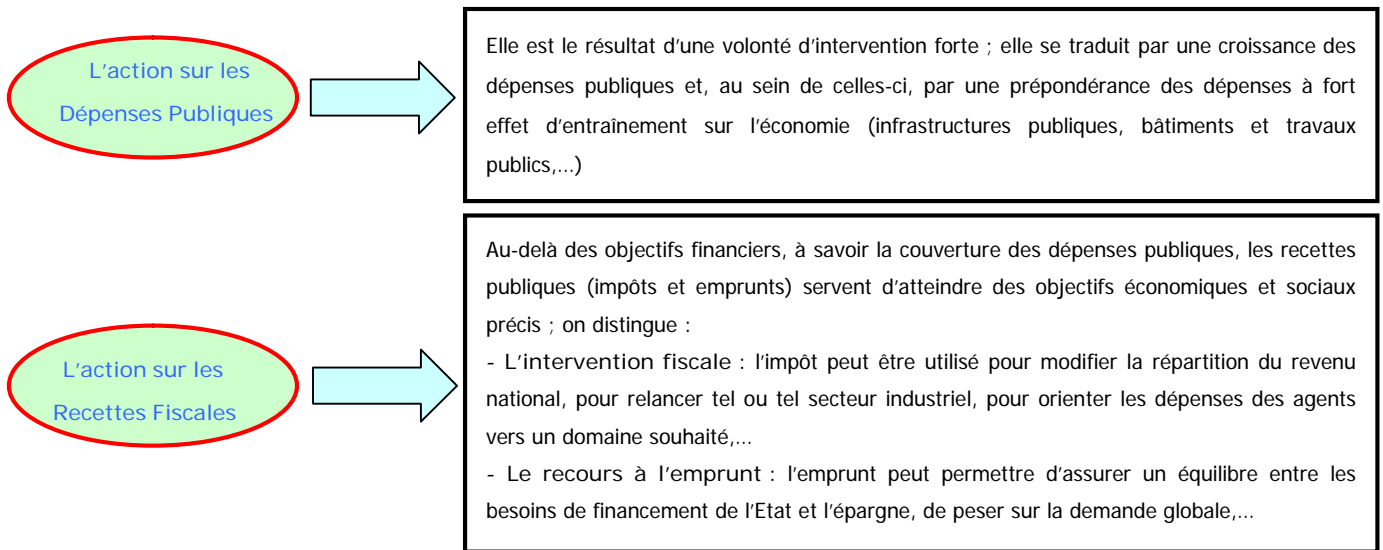 L'action sur les
Dépenses Publiques
Elle est le résultat d'une volonté d'intervention forte ; elle se traduit par une croissance des
dépenses publiques et, au sein de celles-ci, par une prépondérance des dépenses à fort
effet d'entraînement sur l'économie (infrastructures publiques, bâtiments et travaux
publics,...)
L'action sur les
Recettes Fiscales
Au-delà des objectifs financiers, à savoir la couverture des dépenses publiques, les recettes
publiques (impôts et emprunts) servent d'atteindre des objectifs économiques et sociaux
précis ; on distingue :
- L'intervention fiscale : l'impôt peut être utilisé pour modifier la répartition du revenu
national, pour relancer tel ou tel secteur industriel, pour orienter les dépenses des agents
vers un domaine souhaité,...
- Le recours à l'emprunt : l'emprunt peut permettre d'assurer un équilibre entre les
besoins de financement de l'Etat et l'épargne, de peser sur la demande globale,...